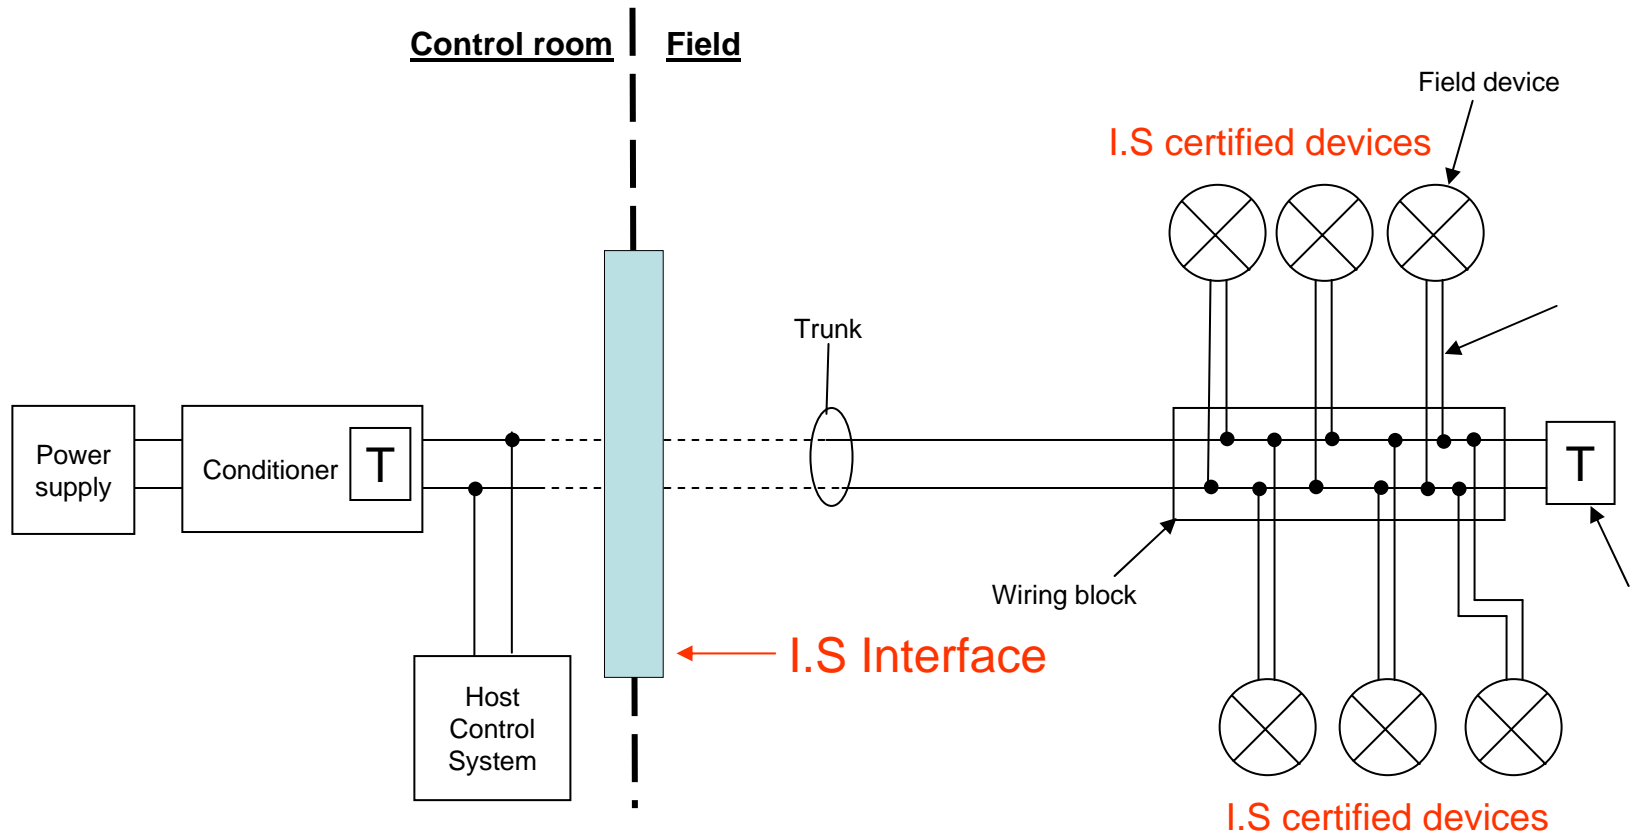 Control room
Field
Field device
I.S certified devices
Trunk
Power
supply
Conditioner
T
T
Wiring block
I.S Interface
Host
Control
System
I.S certified devices